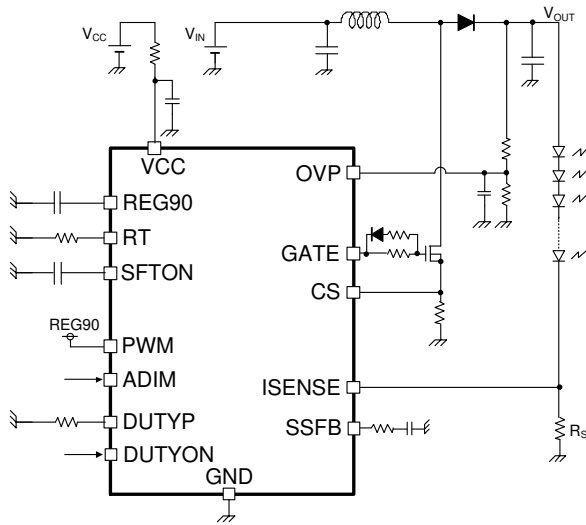 VCC
VIN
VOUT
VCC
OVP
REG90
RT
GATE
SFTON
CS
REG90
PWM
ADIM
ISENSE
DUTYP
SSFB
DUTYON
GND
RS